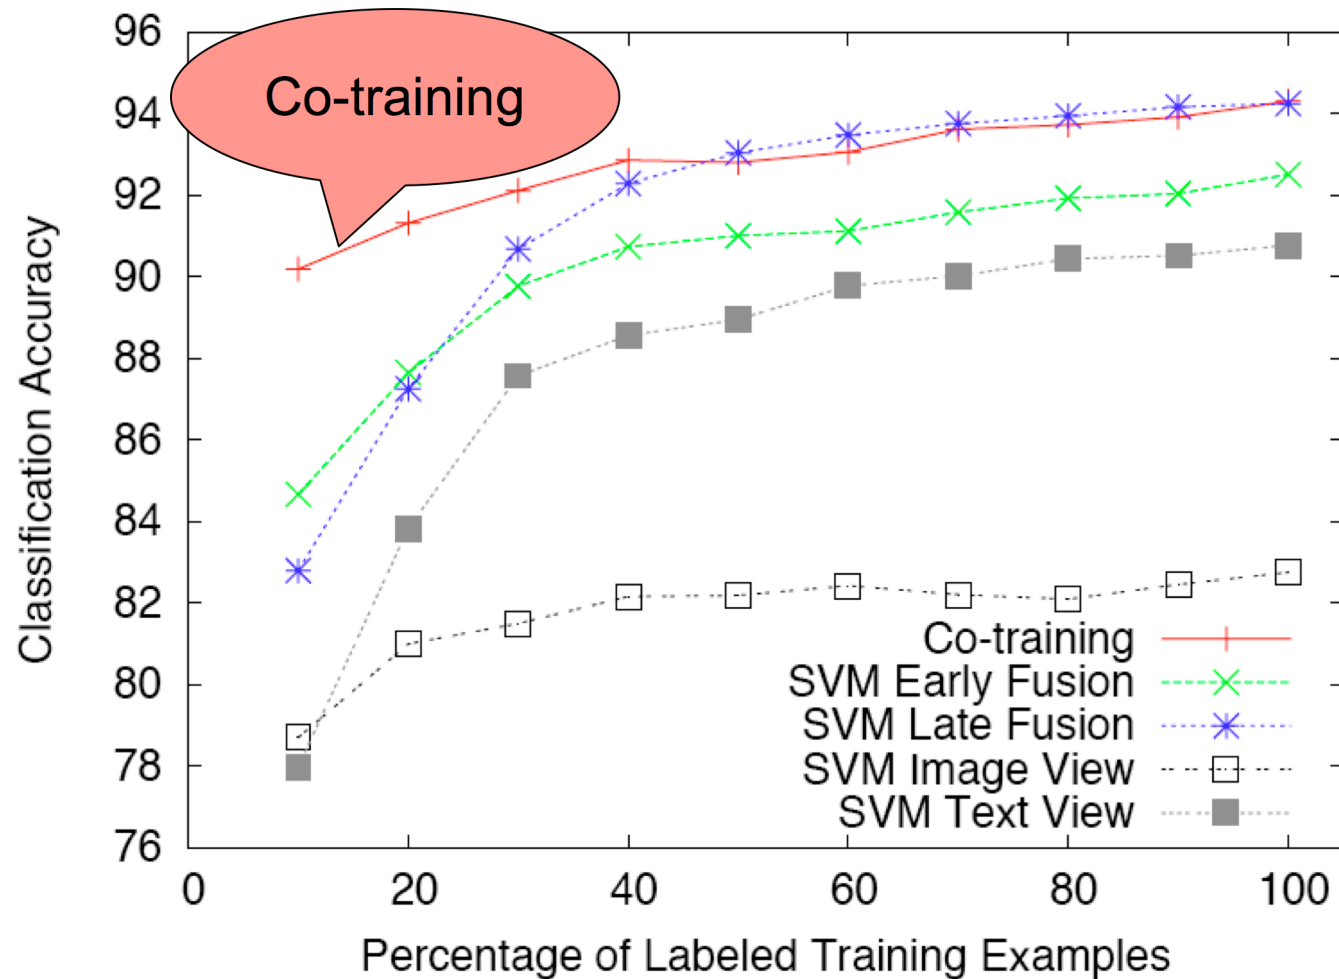 96
94
92
90
88
86
84
82
80
78
76
Classification Accuracy
Co-training
Co-training
SVM Early Fusion
SVM Late Fusion
SVM Image View
SVM Text View
0 20 40 60 80 100
Percentage of Labeled Training Examples